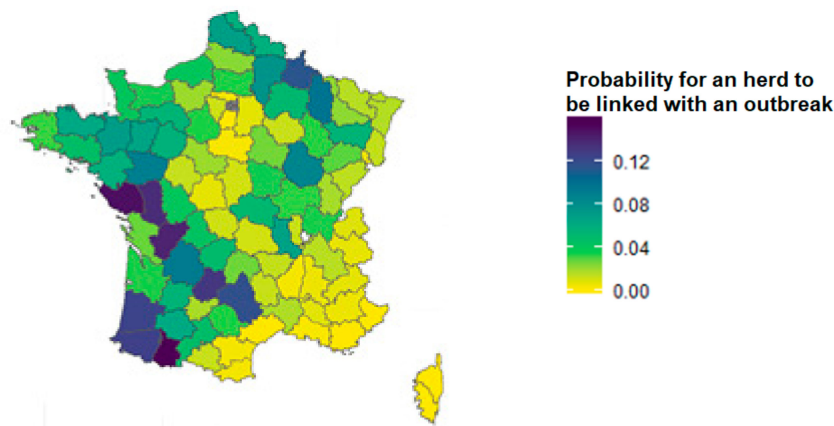 Probability for an herd to
be linked with an outbreak
0.12
0.08
0.04
0.00